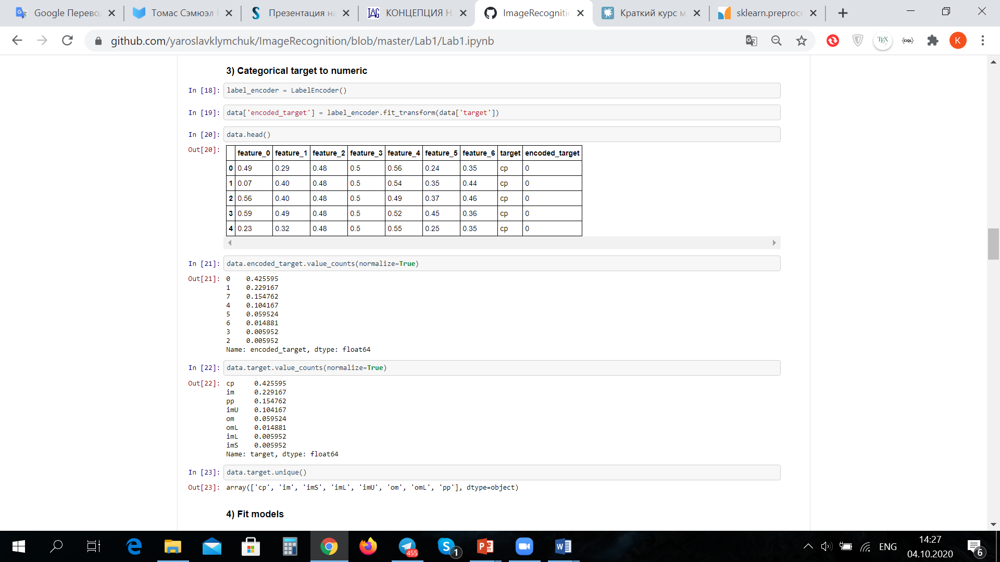 Google Перево
Томас Сэмюэл
Презентация на
IAG КОНЦЕПЦИЯ Н
ImageRecogniti
Краткий курс м
sklearn.preproce
github.com/yaroslavklymchuk/ImageRecognition/blob/master/Lab1/Lab1.ipynb
TEX
{CIQL}
K
3) Categorical target to numeric
In [18]: label_encoder = LabelEncoder()
In [19]: data['encoded_target'] = label_encoder.fit_transform(data['target'])
In [20]: data.head()
Out[20]:
feature_0 feature_1 feature_2 feature_3 feature_4 feature_5 feature_6 target encoded_target
0 0.49 0.29 0.48 0.5 0.56 0.24 0.35 cp 0
1 0.07 0.40 0.48 0.5 0.54 0.35 0.44 cp 0
2 0.56 0.40 0.48 0.5 0.49 0.37 0.46 cp 0
3 0.59 0.49 0.48 0.5 0.52 0.45 0.36 cp 0
4 0.23 0.32 0.48 0.5 0.55 0.25 0.35 cp 0
In [21]: data.encoded_target.value_counts(normalize=True)
Out[21]: 0 0.425595
1 0.229167
7 0.154762
4 0.104167
5 0.059524
6 0.014881
3 0.005952
2 0.005952
Name: encoded_target, dtype: float64
In [22]: data.target.value_counts(normalize=True)
Out[22]: cp 0.425595
im 0.229167
pp 0.154762
imU 0.104167
om 0.059524
omL 0.014881
imL 0.005952
imS 0.005952
Name: target, dtype: float64
In [23]: data.target.unique()
Out[23]: array(['cp', 'im', 'imS', 'imL', 'imU', 'om', 'omL', 'pp'], dtype=object)
4) Fit models
455
1
ENG
14:27
04.10.2020
6